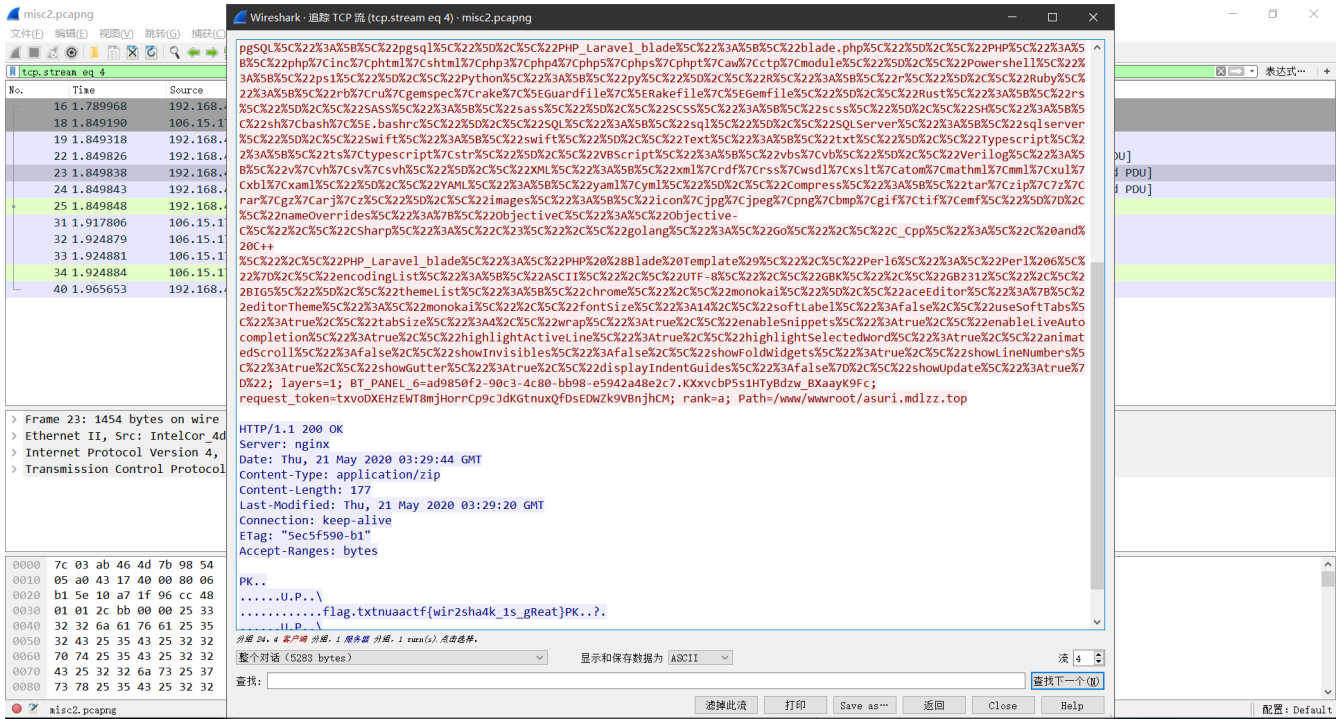 misc2.pcapng
文件(F) 编辑(E) 视图(V) 跳转(G) 捕获(C)
tcp.stream eq 4
表达式… +
No. Time Source
16 1.789968 192.168.
18 1.849190 106.15.1
19 1.849318 192.168.
22 1.849826 192.168.
23 1.849838 192.168.
24 1.849843 192.168.
25 1.849848 192.168.
31 1.917806 106.15.1
32 1.924879 106.15.1
33 1.924881 106.15.1
34 1.924884 106.15.1
40 1.965653 192.168.
PDU]
PDU]
Frame 23: 1454 bytes on wire
Ethernet II, Src: IntelCor_4d
Internet Protocol Version 4,
Transmission Control Protocol
0000 7c 03 ab 46 4d 7b 98 54
0010 05 a0 43 17 40 00 80 06
0020 b1 5e 10 a7 1f 96 cc 48
0030 01 01 2c bb 00 00 25 33
0040 32 32 6a 61 76 61 25 35
0050 32 43 25 35 43 25 32 32
0060 70 74 25 35 43 25 32 32
0070 43 25 32 32 6a 73 25 37
0080 73 78 25 35 43 25 32 32
misc2.pcapng
配置：Default
Wireshark · 追踪 TCP 流 (tcp.stream eq 4) · misc2.pcapng
pgSQL%5C%22%3A%5B%5C%22pgsql%5C%22%5D%2C%5C%22PHP_Laravel_blade%5C%22%3A%5B%5C%22blade.php%5C%22%5D%2C%5C%22PHP%5C%22%3A%5
B%5C%22php%7Cinc%7Cphtml%7Cshtml%7Cphp3%7Cphp4%7Cphp5%7Cphps%7Cphpt%7Caw%7Cctp%7Cmodule%5C%22%5D%2C%5C%22Powershell%5C%22%
3A%5B%5C%22ps1%5C%22%5D%2C%5C%22Python%5C%22%3A%5B%5C%22py%5C%22%5D%2C%5C%22R%5C%22%3A%5B%5C%22r%5C%22%5D%2C%5C%22Ruby%5C%
22%3A%5B%5C%22rb%7Cru%7Cgemspec%7Crake%7C%5EGuardfile%7C%5ERakefile%7C%5EGemfile%5C%22%5D%2C%5C%22Rust%5C%22%3A%5B%5C%22rs
%5C%22%5D%2C%5C%22SASS%5C%22%3A%5B%5C%22sass%5C%22%5D%2C%5C%22SCSS%5C%22%3A%5B%5C%22scss%5C%22%5D%2C%5C%22SH%5C%22%3A%5B%5
C%22sh%7Cbash%7C%5E.bashrc%5C%22%5D%2C%5C%22SQL%5C%22%3A%5B%5C%22sql%5C%22%5D%2C%5C%22SQLServer%5C%22%3A%5B%5C%22sqlserver
%5C%22%5D%2C%5C%22Swift%5C%22%3A%5B%5C%22swift%5C%22%5D%2C%5C%22Text%5C%22%3A%5B%5C%22txt%5C%22%5D%2C%5C%22Typescript%5C%2
2%3A%5B%5C%22ts%7Ctypescript%7Cstr%5C%22%5D%2C%5C%22VBScript%5C%22%3A%5B%5C%22vbs%7Cvb%5C%22%5D%2C%5C%22Verilog%5C%22%3A%5
B%5C%22v%7Cvh%7Csv%7Csvh%5C%22%5D%2C%5C%22XML%5C%22%3A%5B%5C%22xml%7Crdf%7Crss%7Cwsdl%7Cxslt%7Catom%7Cmathml%7Cmml%7Cxul%7
Cxbl%7Cxaml%5C%22%5D%2C%5C%22YAML%5C%22%3A%5B%5C%22yaml%7Cyml%5C%22%5D%2C%5C%22Compress%5C%22%3A%5B%5C%22tar%7Czip%7C7z%7C
rar%7Cgz%7Carj%7Cz%5C%22%5D%2C%5C%22images%5C%22%3A%5B%5C%22icon%7Cjpg%7Cjpeg%7Cpng%7Cbmp%7Cgif%7Ctif%7Cemf%5C%22%5D%7D%2C
%5C%22nameOverrides%5C%22%3A%7B%5C%22ObjectiveC%5C%22%3A%5C%22Objective-
C%5C%22%2C%5C%22CSharp%5C%22%3A%5C%22C%23%5C%22%2C%5C%22golang%5C%22%3A%5C%22Go%5C%22%2C%5C%22C_Cpp%5C%22%3A%5C%22C%20and%
20C++
%5C%22%2C%5C%22PHP_Laravel_blade%5C%22%3A%5C%22PHP%20%28Blade%20Template%29%5C%22%2C%5C%22Perl6%5C%22%3A%5C%22Perl%206%5C%
22%7D%2C%5C%22encodingList%5C%22%3A%5B%5C%22ASCII%5C%22%2C%5C%22UTF-8%5C%22%2C%5C%22GBK%5C%22%2C%5C%22GB2312%5C%22%2C%5C%2
2BIG5%5C%22%5D%2C%5C%22themeList%5C%22%3A%5B%5C%22chrome%5C%22%2C%5C%22monokai%5C%22%5D%2C%5C%22aceEditor%5C%22%3A%7B%5C%2
2editorTheme%5C%22%3A%5C%22monokai%5C%22%2C%5C%22fontSize%5C%22%3A14%2C%5C%22softLabel%5C%22%3Afalse%2C%5C%22useSoftTabs%5
C%22%3Atrue%2C%5C%22tabSize%5C%22%3A4%2C%5C%22wrap%5C%22%3Atrue%2C%5C%22enableSnippets%5C%22%3Atrue%2C%5C%22enableLiveAuto
completion%5C%22%3Atrue%2C%5C%22highlightActiveLine%5C%22%3Atrue%2C%5C%22highlightSelectedWord%5C%22%3Atrue%2C%5C%22animat
edScroll%5C%22%3Afalse%2C%5C%22showInvisibles%5C%22%3Afalse%2C%5C%22showFoldWidgets%5C%22%3Atrue%2C%5C%22showLineNumbers%5
C%22%3Atrue%2C%5C%22showGutter%5C%22%3Atrue%2C%5C%22displayIndentGuides%5C%22%3Afalse%7D%2C%5C%22showUpdate%5C%22%3Atrue%7
D%22; layers=1; BT_PANEL_6=ad9850f2-90c3-4c80-bb98-e5942a48e2c7.KXxvcbP5s1HTyBdzw_BXaayK9Fc;
request_token=txvoDXEHzEWT8mjHorrCp9cJdKGtnuxQfDsEDWZk9VBnjhCM; rank=a; Path=/www/wwwroot/asuri.mdlzz.top
HTTP/1.1 200 OK
Server: nginx
Date: Thu, 21 May 2020 03:29:44 GMT
Content-Type: application/zip
Content-Length: 177
Last-Modified: Thu, 21 May 2020 03:29:20 GMT
Connection: keep-alive
ETag: "5ec5f590-b1"
Accept-Ranges: bytes
PK..
......U.P..\
............flag.txtnuaactf{wir2sha4k_1s_gReat}PK..?.
......U.P..\
分组 24. 4 客户端 分组, 1 服务器 分组, 1 turn(s). 点击选择.
整个对话 (5283 bytes) 显示和保存数据为 ASCII 流 4
查找: 查找下一个(N)
滤掉此流 打印 Save as… 返回 Close Help